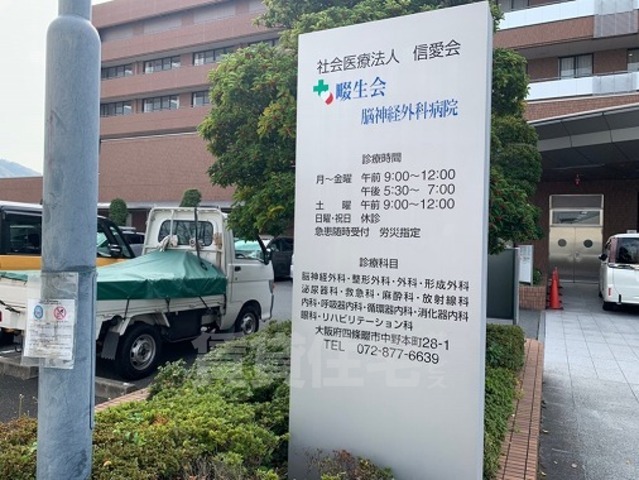 社会医療法人 信愛会
畷生会
脳神経外科病院
診療時間
月～金曜 午前 9:00～12:00
午後 5:30～ 7:00
土 曜 午前 9:00～12:00
日曜・祝日 休診
急患随時受付 労災指定
診療科目
脳神経外科・整形外科・外科・形成外科
泌尿器科・救急科・麻酔科・放射線科
内科・呼吸器内科・循環器内科・消化器内科
眼科・リハビリテーション科
大阪府四條畷市中野本町28-1
TEL 072-877-6639
賃貸住宅